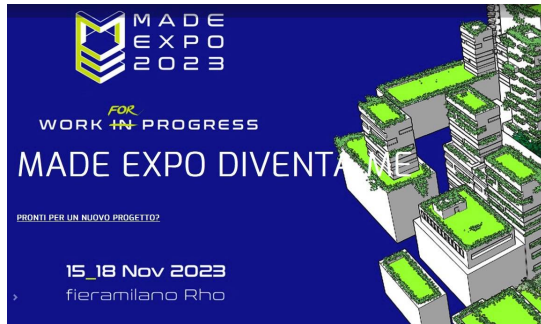 MADE
EXPO
2023
FOR
WORK IN PROGRESS
MADE EXPO DIVENTA ME
PRONTI PER UN NUOVO PROGETTO?
15_18 Nov 2023
fieramilano Rho